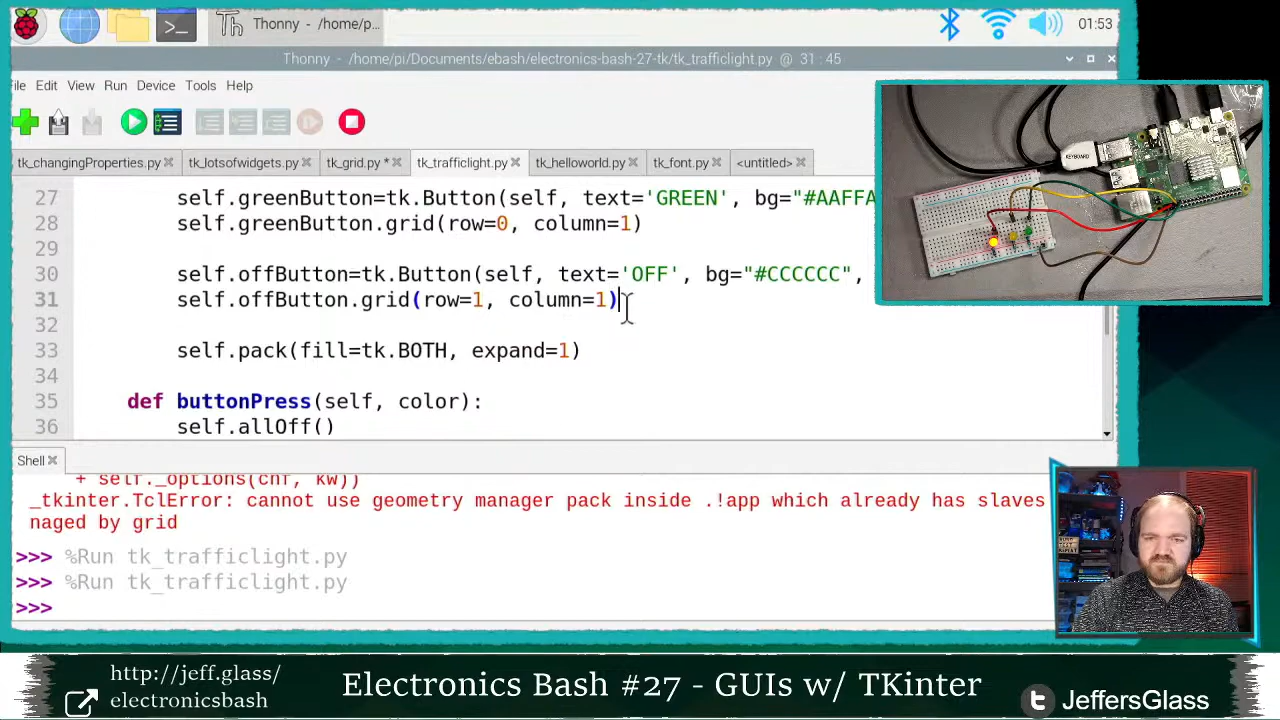 Thonny - /home/p...
01:53
Thonny - /home/pi/Documents/ebash/electronics-bash-27-tk/tk_trafficlight.py @ 31 : 45
ile Edit View Run Device Tools Help
tk_changingProperties.py tk_lotsofwidgets.py tk_grid.py * tk_trafficlight.py tk_helloworld.py tk_font.py <untitled>
27 self.greenButton=tk.Button(self, text='GREEN', bg="#AAFFA
28 self.greenButton.grid(row=0, column=1)
29
30 self.offButton=tk.Button(self, text='OFF', bg="#CCCCCC",
31 self.offButton.grid(row=1, column=1)
32
33 self.pack(fill=tk.BOTH, expand=1)
34
35 def buttonPress(self, color):
36 self.allOff()
KEYBOARD
Shell
+ self._options(cnf, kw))
_tkinter.TclError: cannot use geometry manager pack inside .!app which already has slaves
naged by grid
>>> %Run tk_trafficlight.py
>>> %Run tk_trafficlight.py
>>>
http://jeff.glass/
electronicsbash
Electronics Bash #27 - GUIs w/ TKinter
JeffersGlass